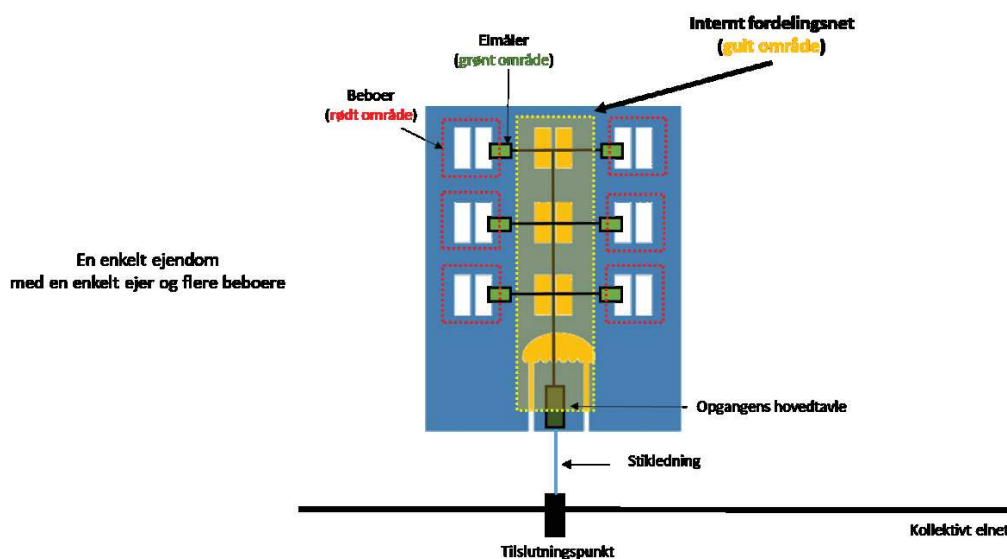 Internt fordelingsnet
(gult område)
Elmåler
(grønt område)
Beboer
(rødt område)
En enkelt ejendom
med en enkelt ejer og flere beboere
Opgangens hovedtavle
Stikledning
Kollektivt elnet
Tilslutningspunkt